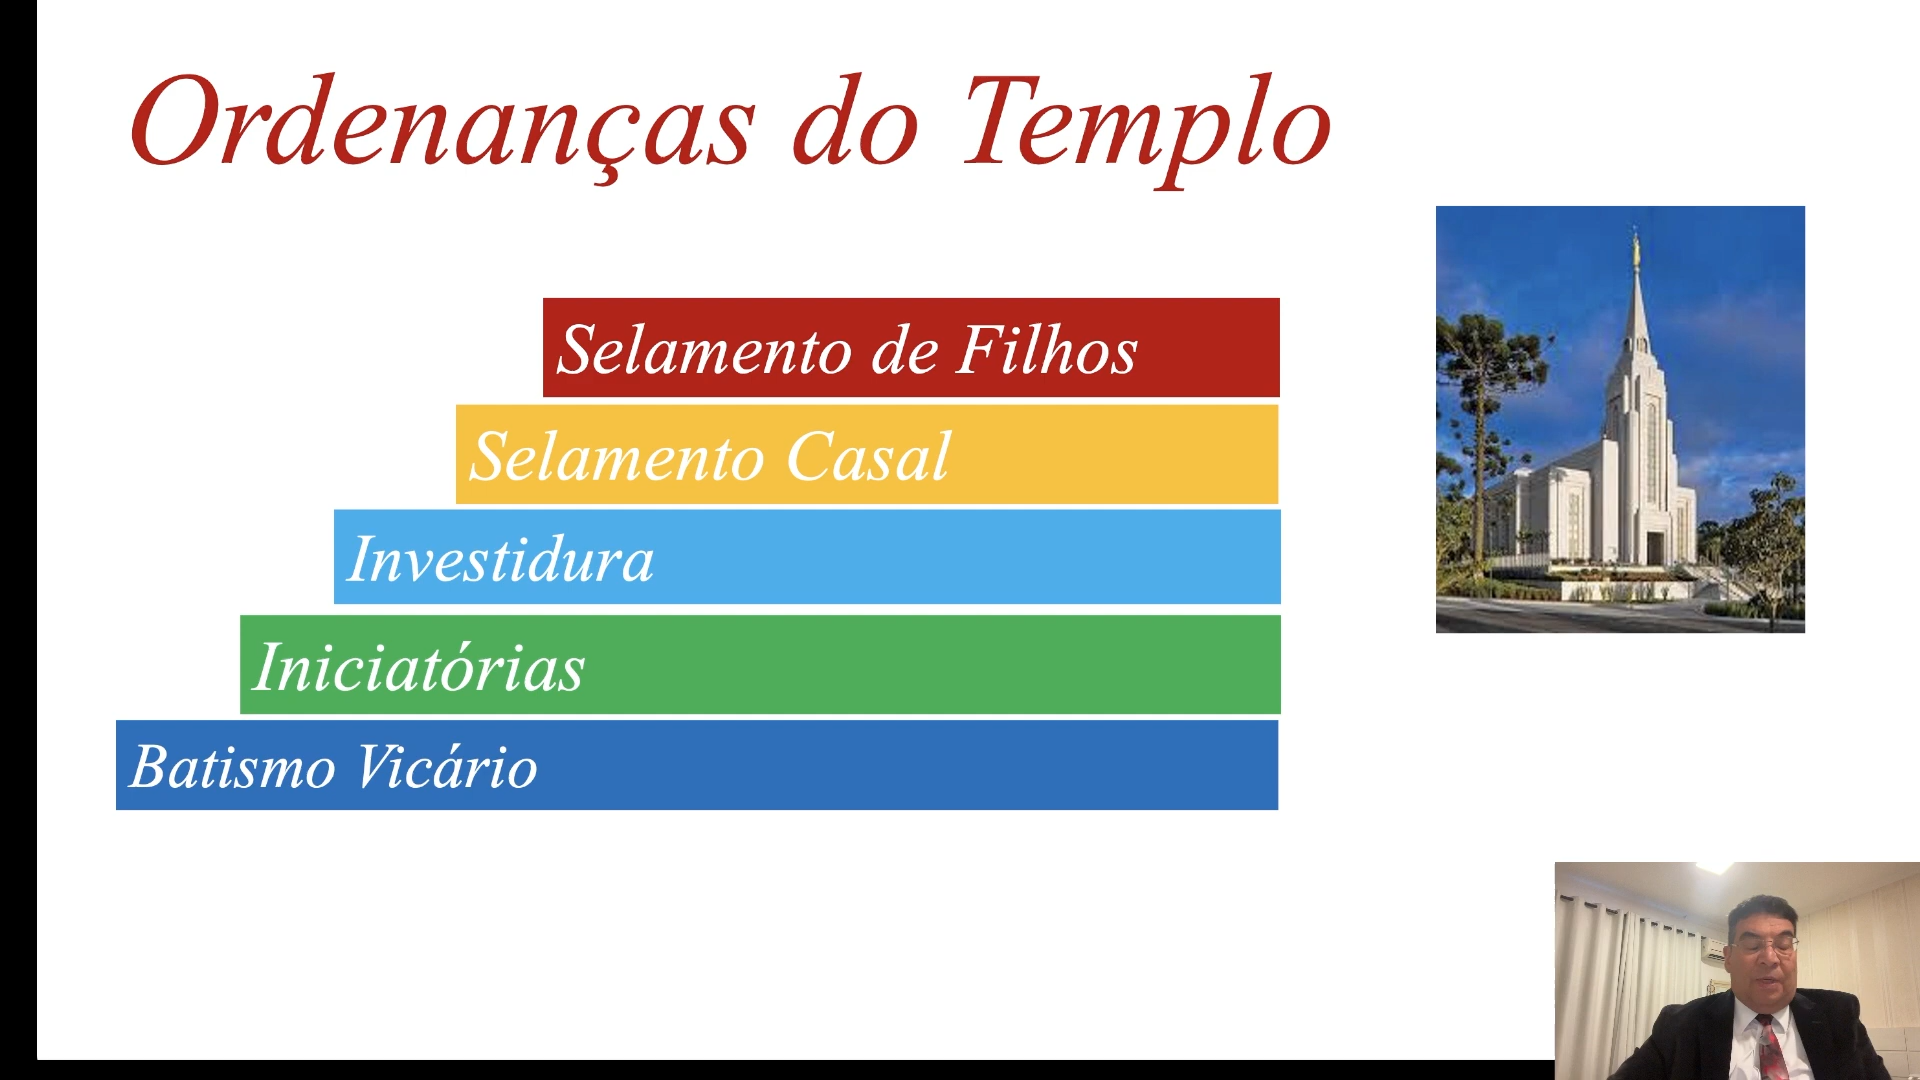 Ordenanças do Templo
Selamento de Filhos
Selamento Casal
Investidura
Iniciatórias
Batismo Vicário